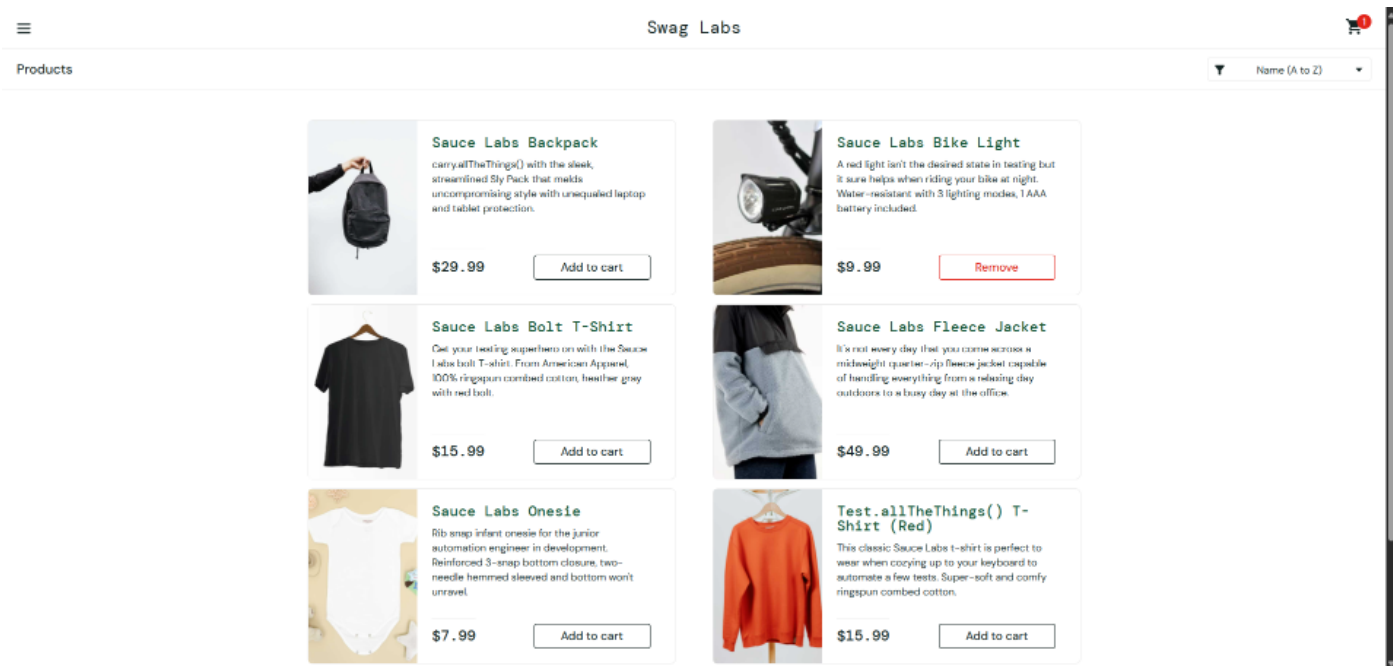 Swag Labs
1
Products
Name (A to Z)
Sauce Labs Backpack
carry.allTheThings() with the sleek,
streamlined Sly Pack that melds
uncompromising style with unequaled laptop
and tablet protection.
$29.99
Add to cart
Sauce Labs Bike Light
A red light isn't the desired state in testing but
it sure helps when riding your bike at night.
Water-resistant with 3 lighting modes, 1 AAA
battery included.
$9.99
Remove
Sauce Labs Bolt T-Shirt
Get your testing superhero on with the Sauce
Labs bolt T-shirt. From American Apparel,
100% ringspun combed cotton, heather gray
with red bolt.
$15.99
Add to cart
Sauce Labs Fleece Jacket
It's not every day that you come across a
midweight quarter-zip fleece jacket capable
of handling everything from a relaxing day
outdoors to a busy day at the office.
$49.99
Add to cart
Sauce Labs Onesie
Rib snap infant onesie for the junior
automation engineer in development.
Reinforced 3-snap bottom closure, two-
needle hemmed sleeved and bottom won't
unravel.
$7.99
Add to cart
Test.allTheThings() T-
Shirt (Red)
This classic Sauce Labs t-shirt is perfect to
wear when cozying up to your keyboard to
automate a few tests. Super-soft and comfy
ringspun combed cotton.
$15.99
Add to cart